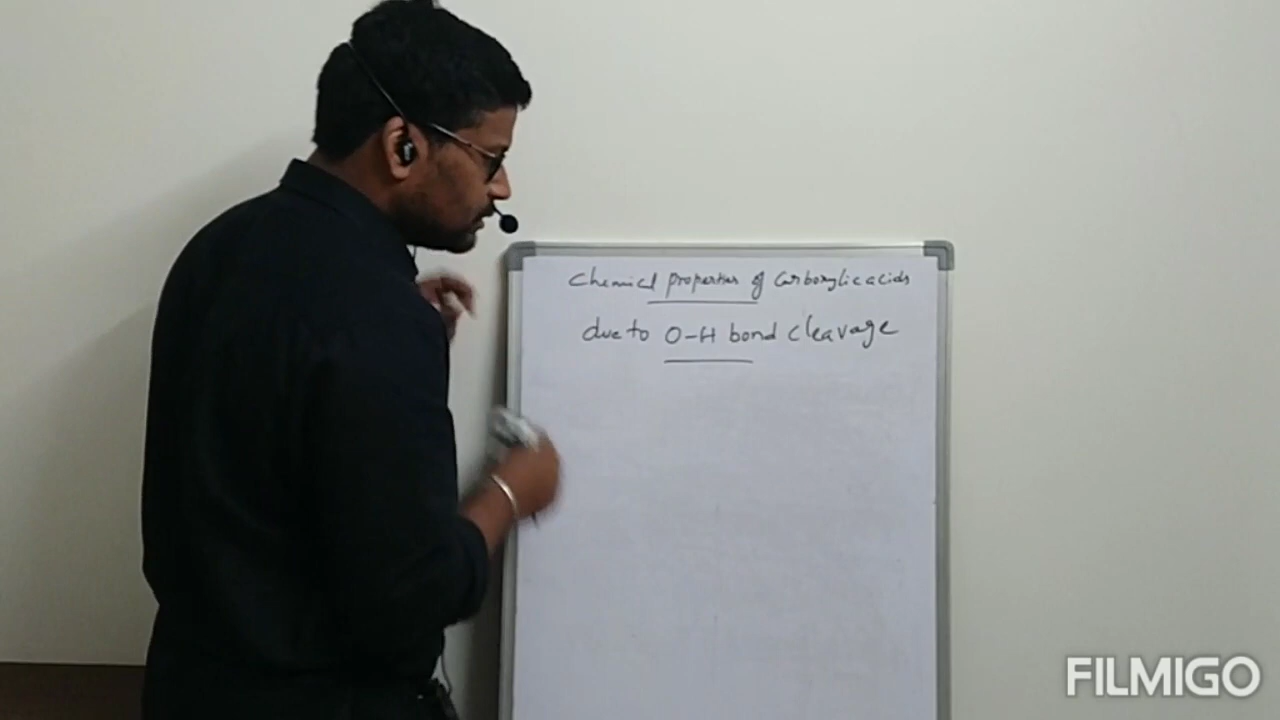 Chemical properties of Carboxylic acids
due to O-H bond cleavage
FILMIGO